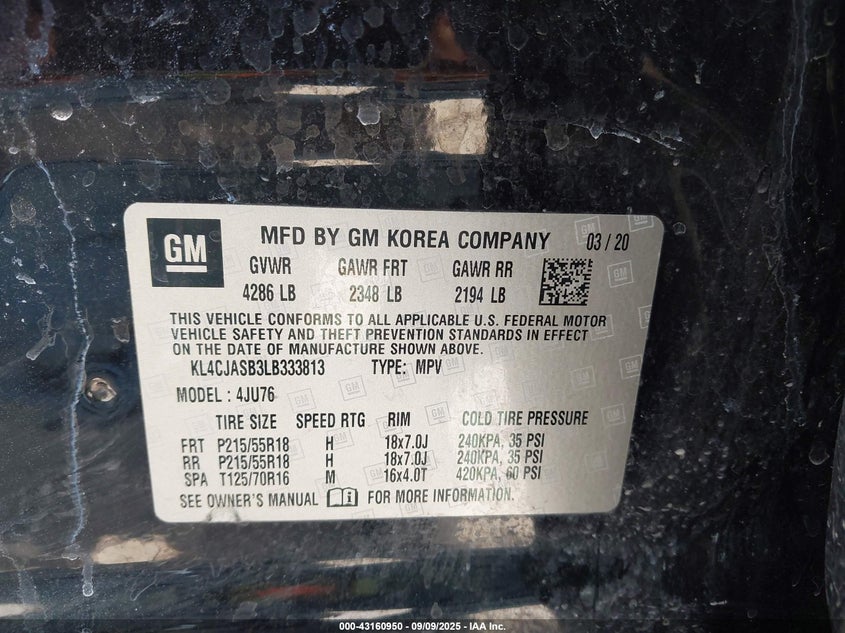 GM
MFD BY GM KOREA COMPANY 03 / 20
GVWR GAWR FRT GAWR RR
4286 LB 2348 LB 2194 LB
THIS VEHICLE CONFORMS TO ALL APPLICABLE U.S. FEDERAL MOTOR
VEHICLE SAFETY AND THEFT PREVENTION STANDARDS IN EFFECT
ON THE DATE OF MANUFACTURE SHOWN ABOVE.
KL4CJASB3LB333813 TYPE: MPV
MODEL : 4JU76
TIRE SIZE SPEED RTG RIM COLD TIRE PRESSURE
FRT P215/55R18 H 18x7.0J 240KPA, 35 PSI
RR P215/55R18 H 18x7.0J 240KPA, 35 PSI
SPA T125/70R16 M 16x4.0T 420KPA, 60 PSI
SEE OWNER'S MANUAL FOR MORE INFORMATION.
000-43160950 - 09/09/2025 - IAA Inc.